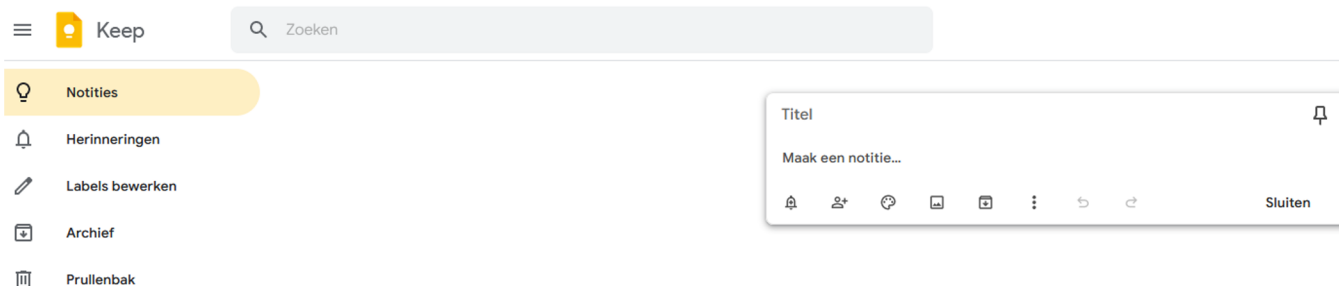 Keep
Zoeken
Notities
Herinneringen
Labels bewerken
Archief
Prullenbak
Titel
Maak een notitie...
Sluiten